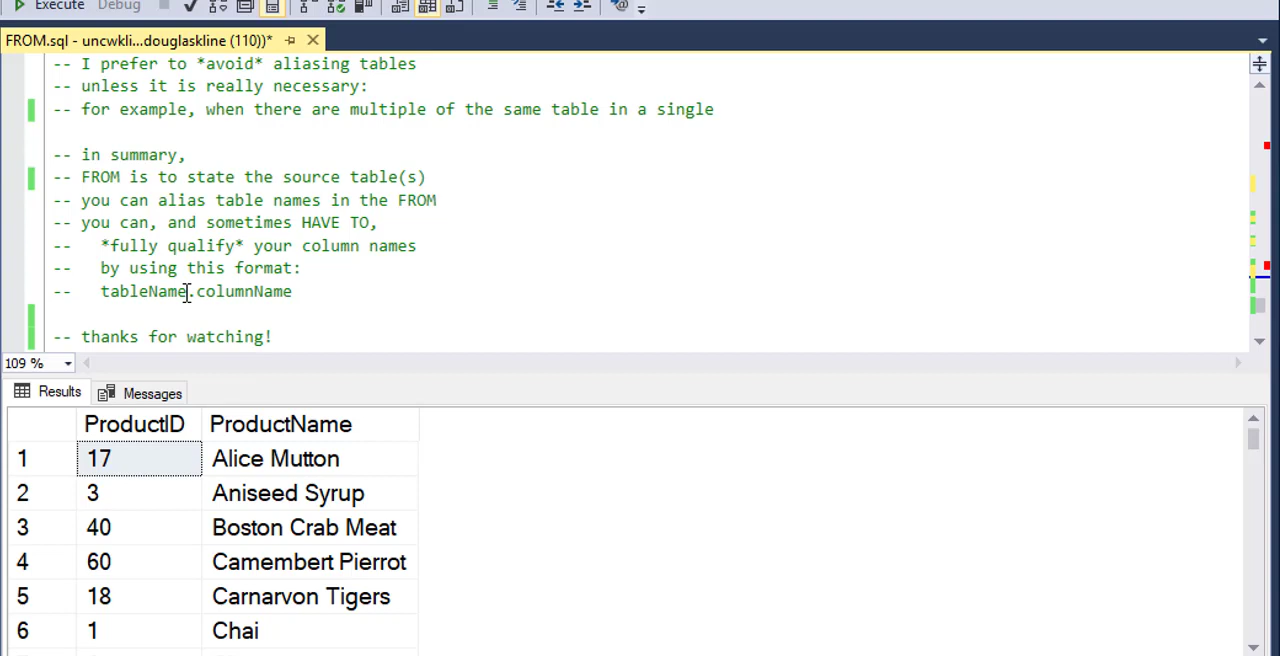 Execute Debug
FROM.sql - uncwkli...douglaskline (110))*
-- I prefer to *avoid* aliasing tables
-- unless it is really necessary:
-- for example, when there are multiple of the same table in a single
-- in summary,
-- FROM is to state the source table(s)
-- you can alias table names in the FROM
-- you can, and sometimes HAVE TO,
--   *fully qualify* your column names
--   by using this format:
--   tableName.columnName
-- thanks for watching!
109 %
Results Messages
ProductID ProductName
1 17 Alice Mutton
2 3 Aniseed Syrup
3 40 Boston Crab Meat
4 60 Camembert Pierrot
5 18 Carnarvon Tigers
6 1 Chai